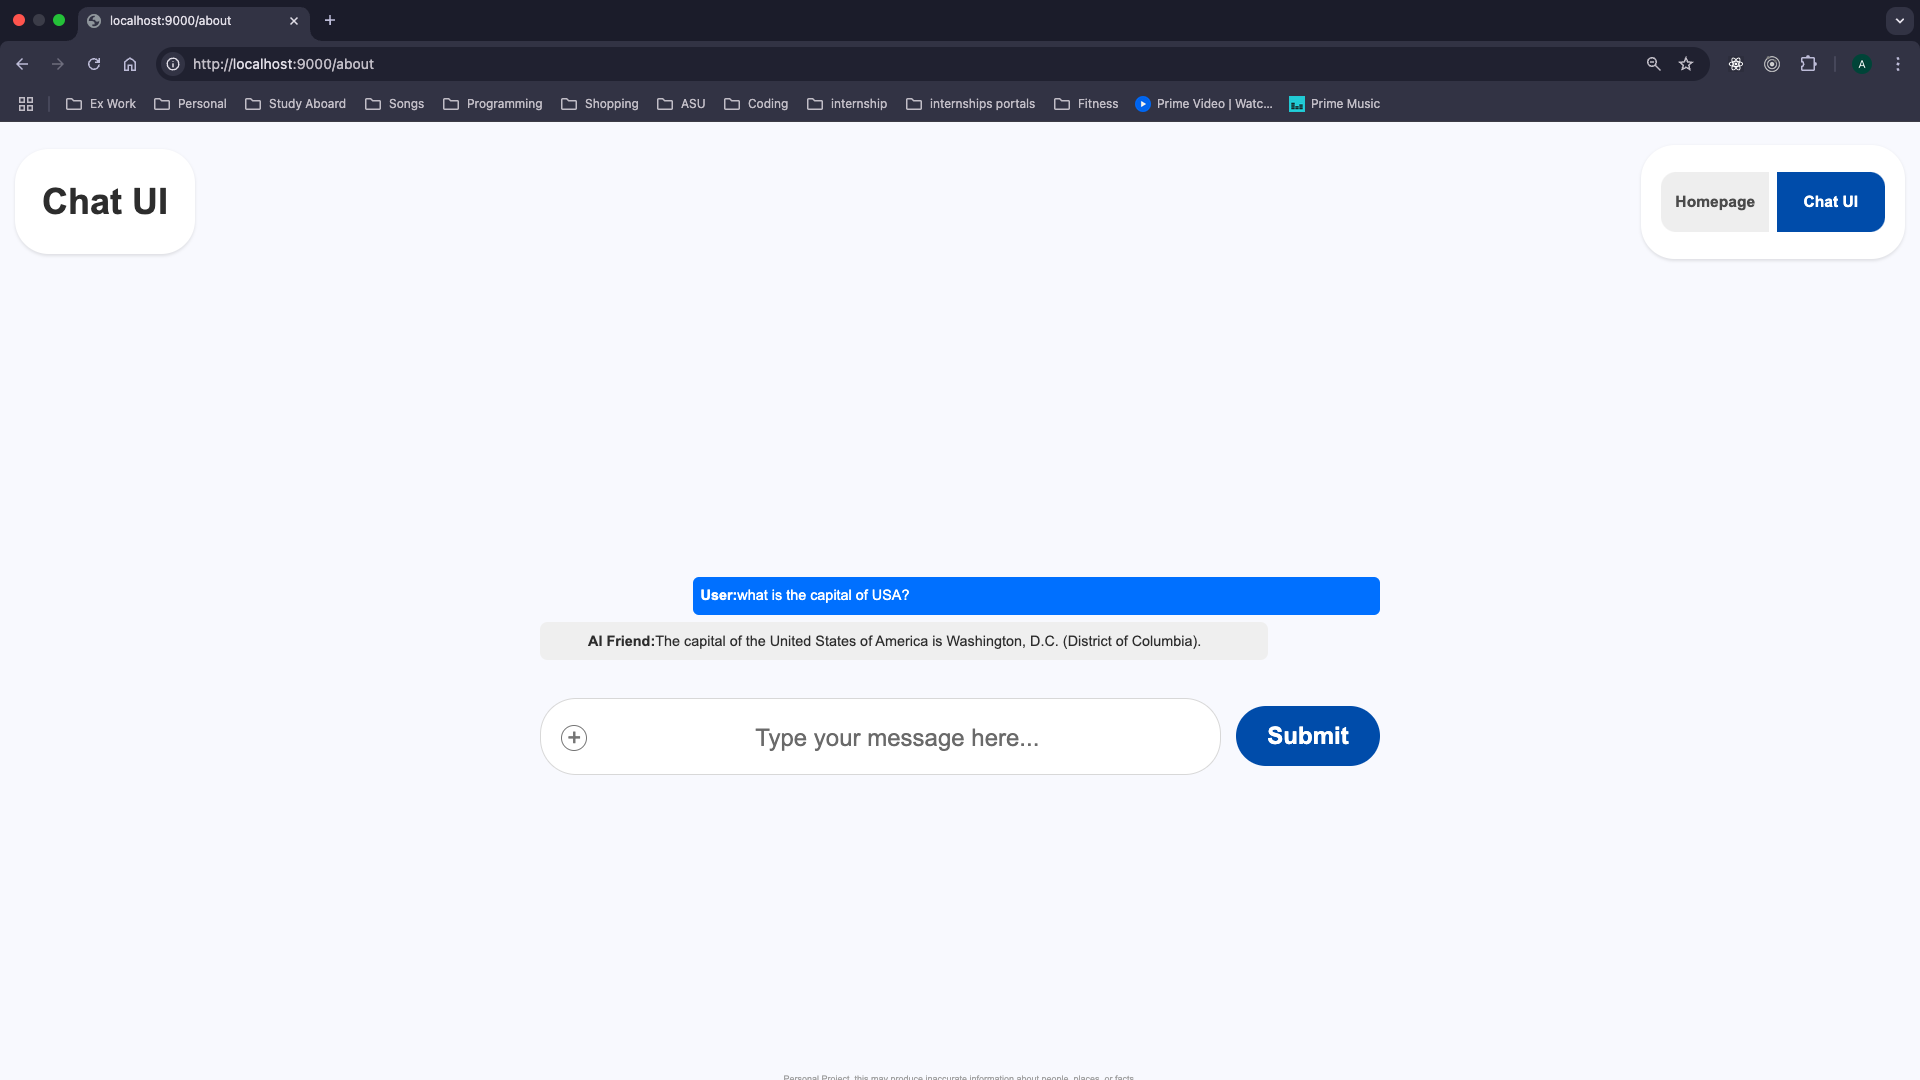 localhost:9000/about
http://localhost:9000/about
A
Ex Work
Personal
Study Aboard
Songs
Programming
Shopping
ASU
Coding
internship
internships portals
Fitness
Prime Video | Watc...
Prime Music
Chat UI
Homepage
Chat UI
User:what is the capital of USA?
AI Friend:The capital of the United States of America is Washington, D.C. (District of Columbia).
Type your message here...
Submit
Personal Project, this may produce inaccurate information about people, places, or facts